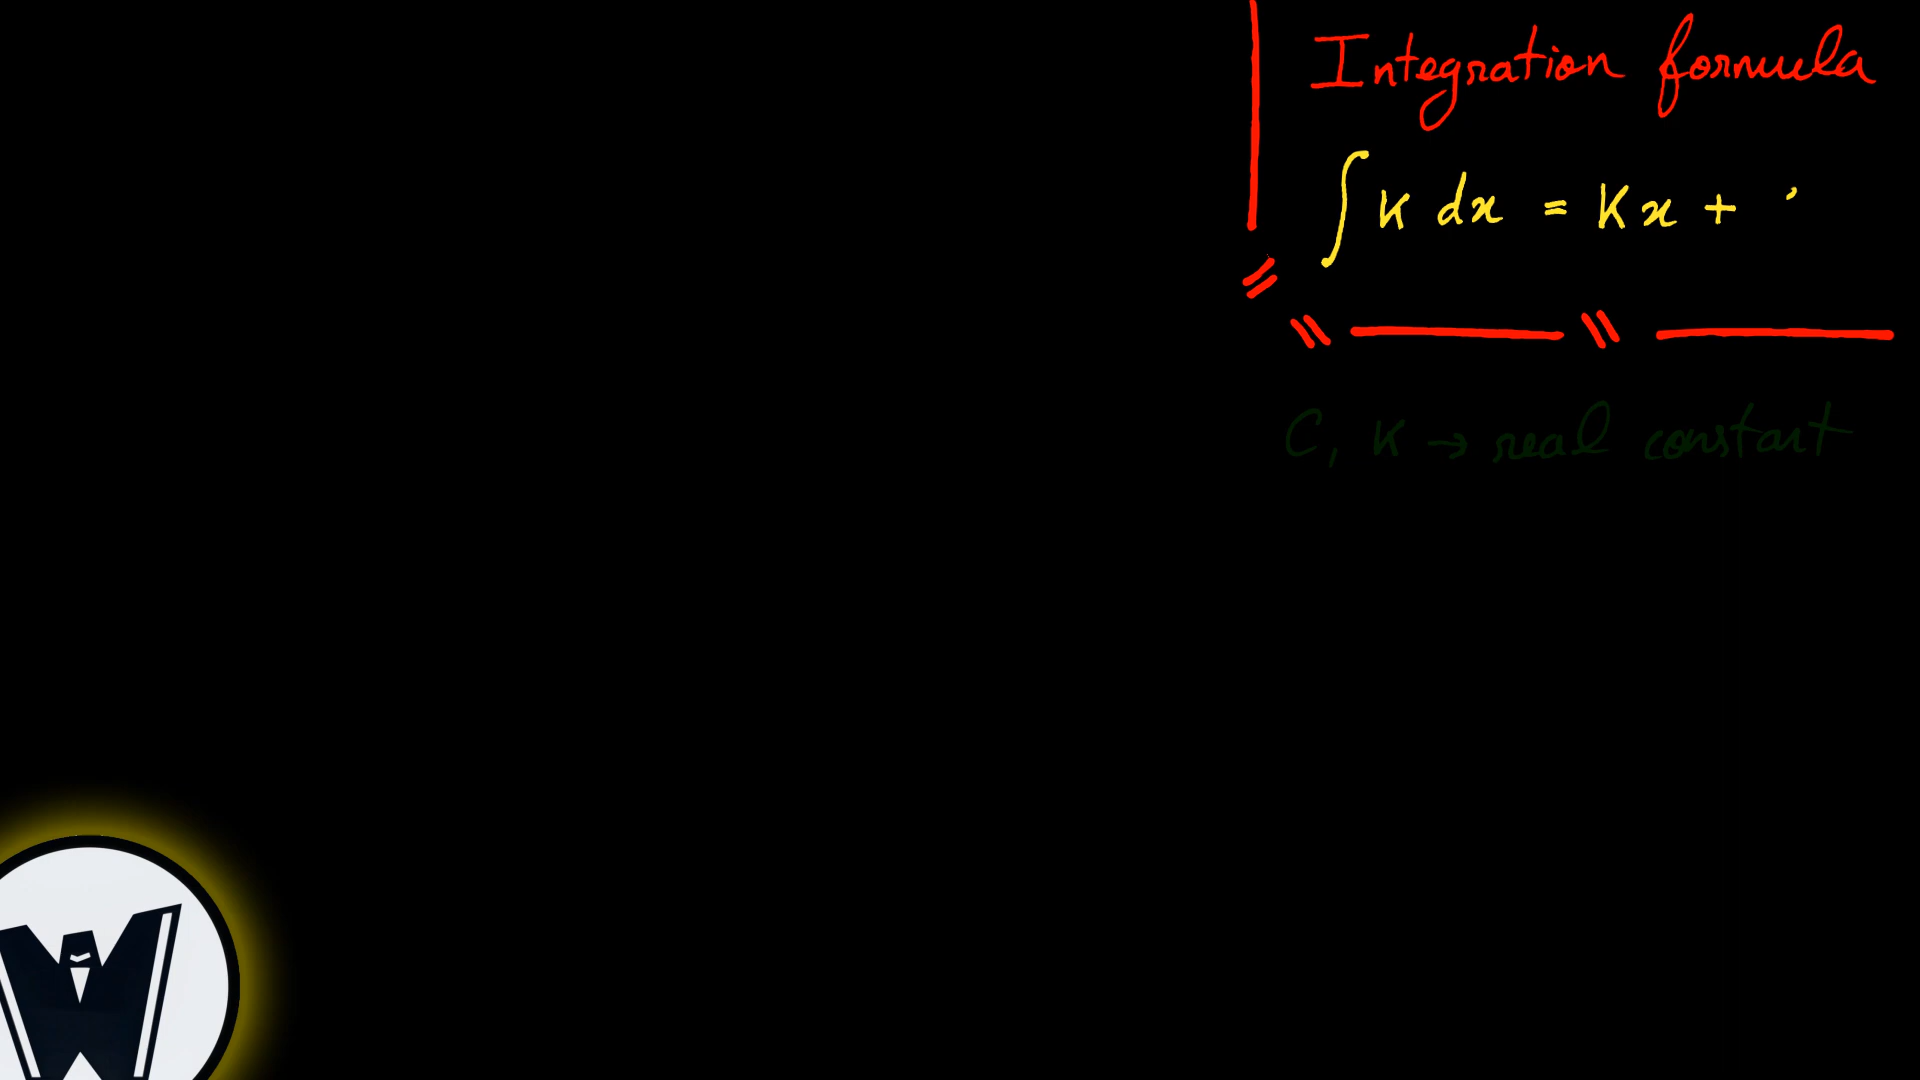 Integration formula
∫ K dx = Kx +
C, K → real constant